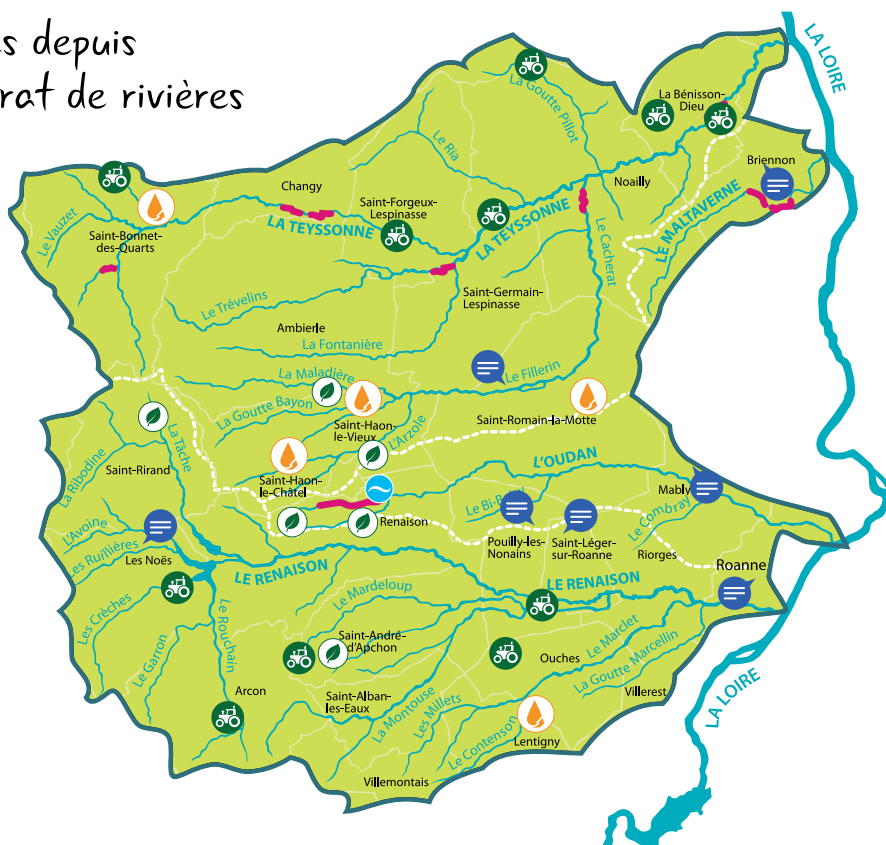 s depuis
rat de rivières
LA LOIRE
La Goutte Pillot
La Bénisson-
Dieu
Le Ria
Briennon
Changy
Noailly
Saint-Forgeux-
Lespinasse
Le Vauzet
LA TEYSSONNE
LA TEYSSONNE
LE MALTAVERNE
Saint-Bonnet-
des-Quarts
Le Cacherat
Le Trévelins
Saint-Germain-
Lespinasse
Ambierle
La Fontanière
La Maladière
Le Fillerin
La Goutte Bayon
Saint-Haon-
le-Vieux
L'Arzole
Saint-Romain-la-Motte
La Tâche
La Ribodine
Saint-Rirand
L'OUDAN
Saint-Haon-
le-Châtel
Mably
Le Combray
Renaison
L'Avoine
Les Ruillières
Les Noës
Pouilly-les-
Nonains
Saint-Léger-
sur-Roanne
Riorges
Roanne
LE RENAISON
LE RENAISON
Le Mardeloup
Les Crèches
Le Rouchain
Le Garron
Saint-André-
d'Apchon
Le Marclet
Ouches
La Goutte Marcellin
Arcon
Saint-Alban-
les-Eaux
La Montouse
Les Millets
Villerest
Le Contenson
Lentigny
LA LOIRE
Villemontais